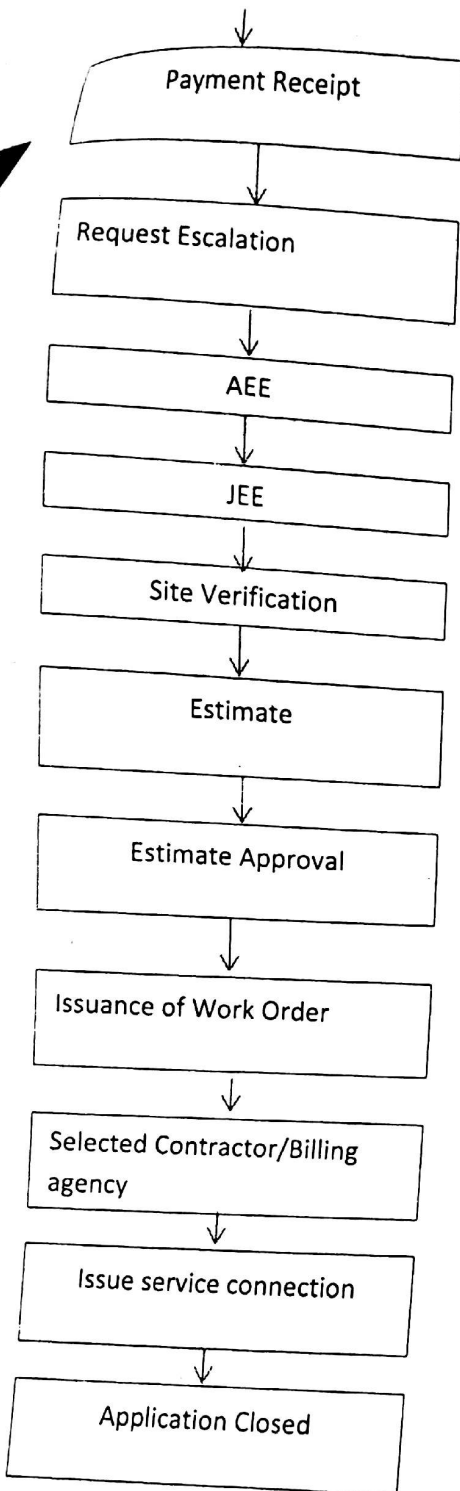 Payment Receipt
Request Escalation
AEE
JEE
Site Verification
Estimate
Estimate Approval
Issuance of Work Order
Selected Contractor/Billing
agency
Issue service connection
Application Closed